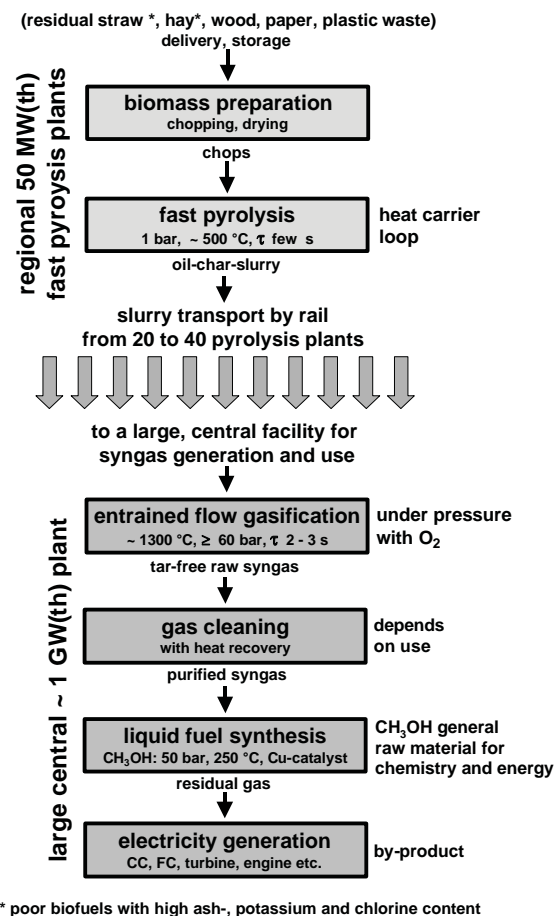 (residual straw *, hay*, wood, paper, plastic waste)
delivery, storage
regional 50 MW(th)
fast pyroysis plants
biomass preparation
chopping, drying
chops
fast pyrolysis
1 bar, ~ 500 °C, τ few s
heat carrier
loop
oil-char-slurry
slurry transport by rail
from 20 to 40 pyrolysis plants
to a large, central facility for
syngas generation and use
large central ~ 1 GW(th) plant
entrained flow gasification
~ 1300 °C, ≥ 60 bar, τ 2 - 3 s
under pressure
with O₂
tar-free raw syngas
gas cleaning
with heat recovery
depends
on use
purified syngas
liquid fuel synthesis
CH₃OH: 50 bar, 250 °C, Cu-catalyst
CH₃OH general
raw material for
chemistry and energy
residual gas
electricity generation
CC, FC, turbine, engine etc.
by-product
* poor biofuels with high ash-, potassium and chlorine content